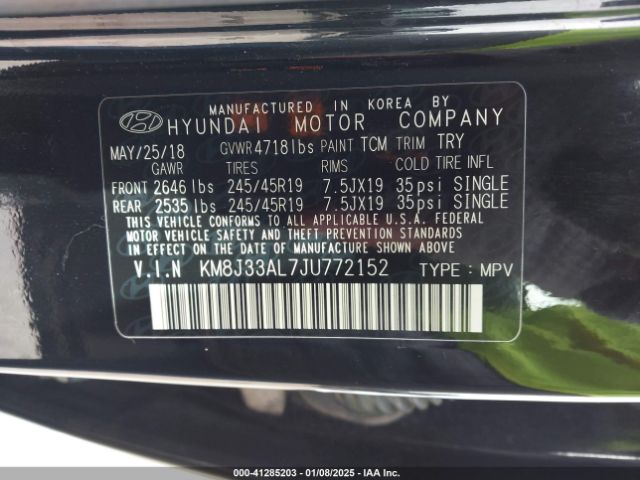 MANUFACTURED IN KOREA BY
HYUNDAI MOTOR COMPANY
MAY/25/18 GVWR 4718 lbs PAINT TCM TRIM TRY
GAWR TIRES RIMS COLD TIRE INFL
FRONT 2646 lbs 245/45R19 7.5JX19 35psi SINGLE
REAR 2535 lbs 245/45R19 7.5JX19 35psi SINGLE
THIS VEHICLE CONFORMS TO ALL APPLICABLE U.S.A. FEDERAL
MOTOR VEHICLE SAFETY AND THEFT PREVENTION STANDARDS
IN EFFECT ON THE DATE OF MANUFACTURE SHOWN ABOVE.
V.I.N KM8J33AL7JU772152 TYPE : MPV
000-41285203 - 01/08/2025 - IAA Inc.